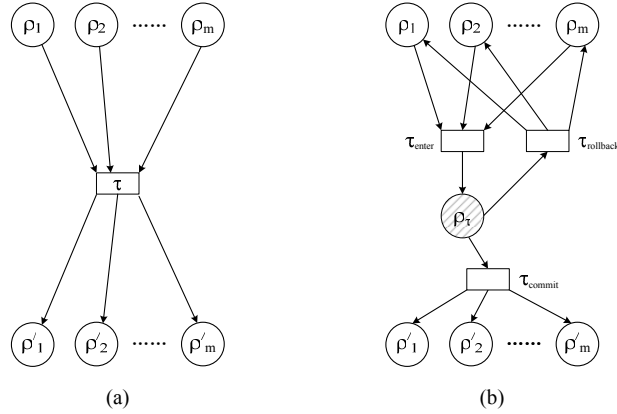 ρ1 ρ2 ...... ρm
ρ1 ρ2 ...... ρm
τenter
τrollback
τ
ρτ
τcommit
ρ′1 ρ′2 ...... ρ′m
ρ′1 ρ′2 ...... ρ′m
(a)
(b)